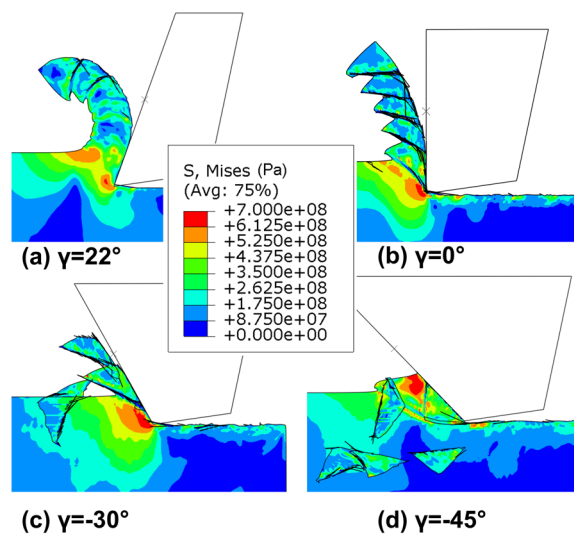 S, Mises (Pa)
(Avg: 75%)
+7.000e+08
+6.125e+08
+5.250e+08
+4.375e+08
+3.500e+08
+2.625e+08
+1.750e+08
+8.750e+07
+0.000e+00
(a) γ=22°
(b) γ=0°
(c) γ=-30°
(d) γ=-45°